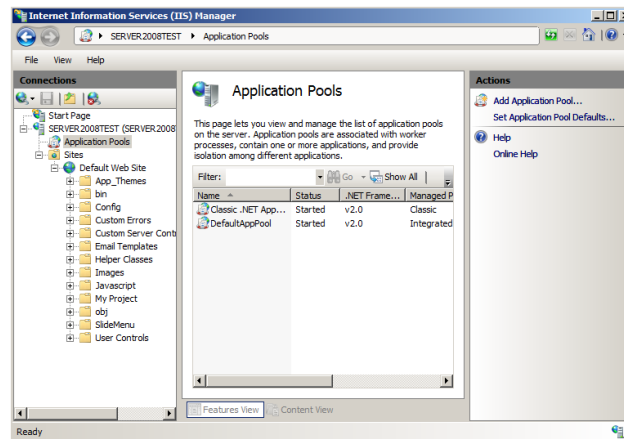 Internet Information Services (IIS) Manager
SERVER2008TEST Application Pools
File View Help
Connections
Start Page
SERVER2008TEST (SERVER2008
Application Pools
Sites
Default Web Site
App_Themes
bin
Config
Custom Errors
Custom Server Cont
Email Templates
Helper Classes
Images
Javascript
My Project
obj
SlideMenu
User Controls
Application Pools
This page lets you view and manage the list of application pools
on the server. Application pools are associated with worker
processes, contain one or more applications, and provide
isolation among different applications.
Filter: Go Show All
Name Status .NET Frame... Managed P
Classic .NET App... Started v2.0 Classic
DefaultAppPool Started v2.0 Integrated
Features View Content View
Actions
Add Application Pool...
Set Application Pool Defaults...
Help
Online Help
Ready